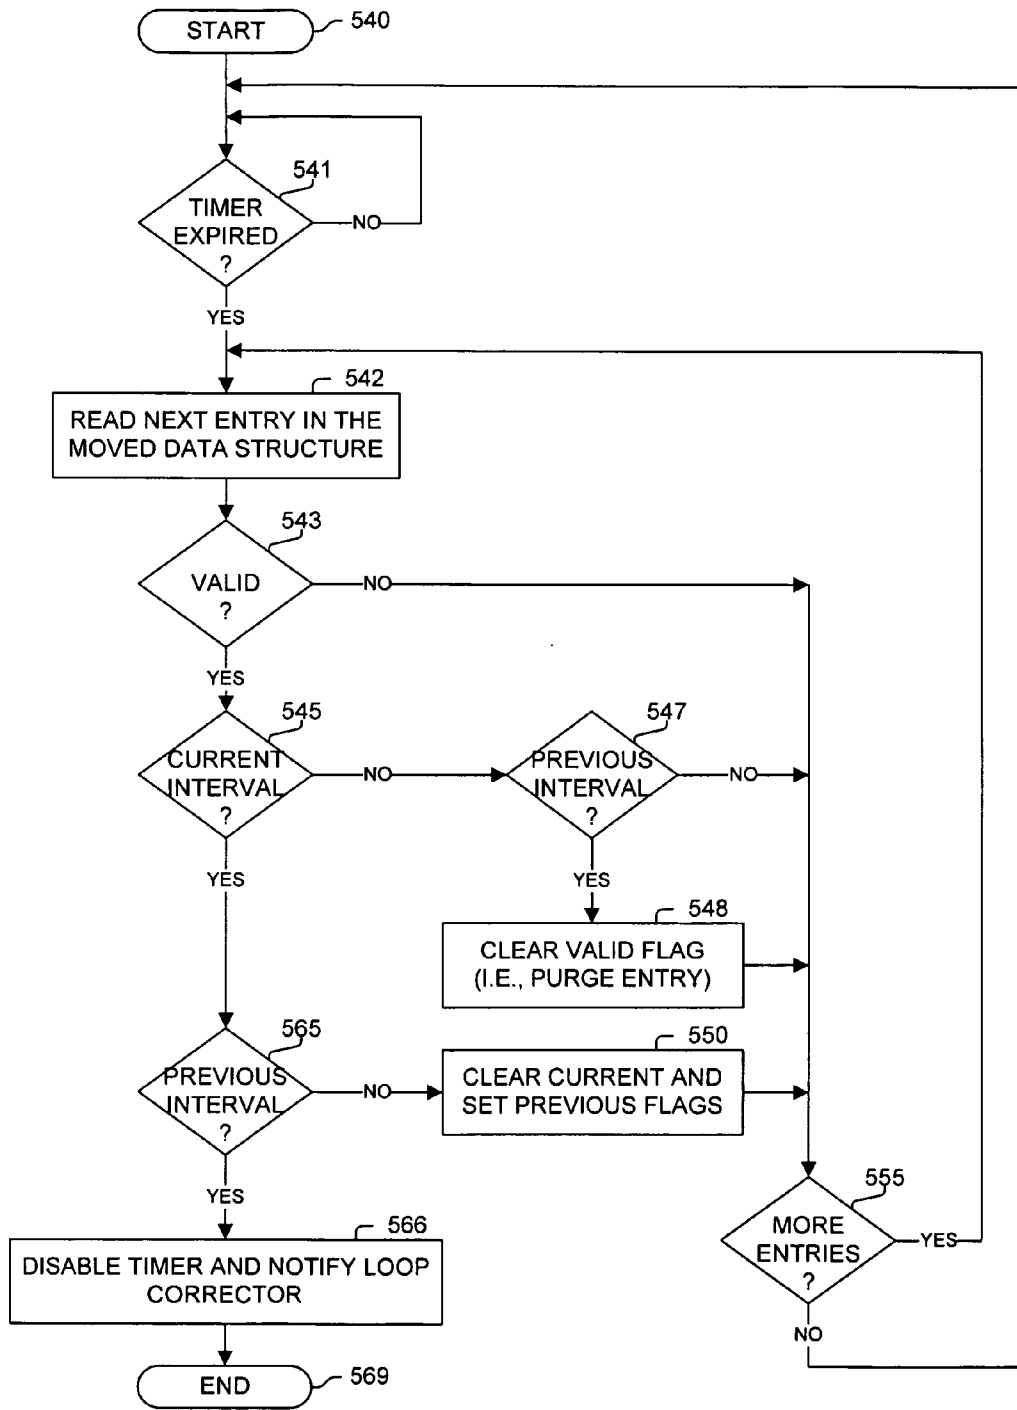 START
540
541
TIMER
EXPIRED
?
NO
YES
542
READ NEXT ENTRY IN THE
MOVED DATA STRUCTURE
543
VALID
?
NO
YES
545
CURRENT
INTERVAL
?
NO
547
PREVIOUS
INTERVAL
?
NO
YES
YES
548
CLEAR VALID FLAG
(I.E., PURGE ENTRY)
565
PREVIOUS
INTERVAL
?
NO
550
CLEAR CURRENT AND
SET PREVIOUS FLAGS
YES
555
MORE
ENTRIES
?
YES
NO
566
DISABLE TIMER AND NOTIFY LOOP
CORRECTOR
END
569